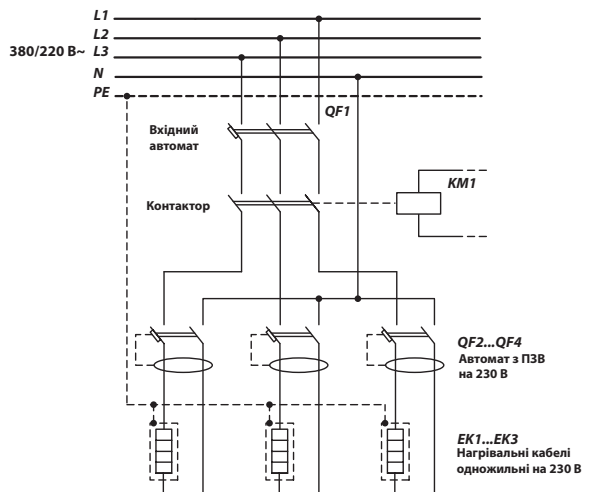 L1
L2
380/220 В~ L3
N
PE
QF1
Вхідний
автомат
KM1
Контактор
QF2...QF4
Автомат з ПЗВ
на 230 В
EK1...EK3
Нагрівальні кабелі
одножильні на 230 В